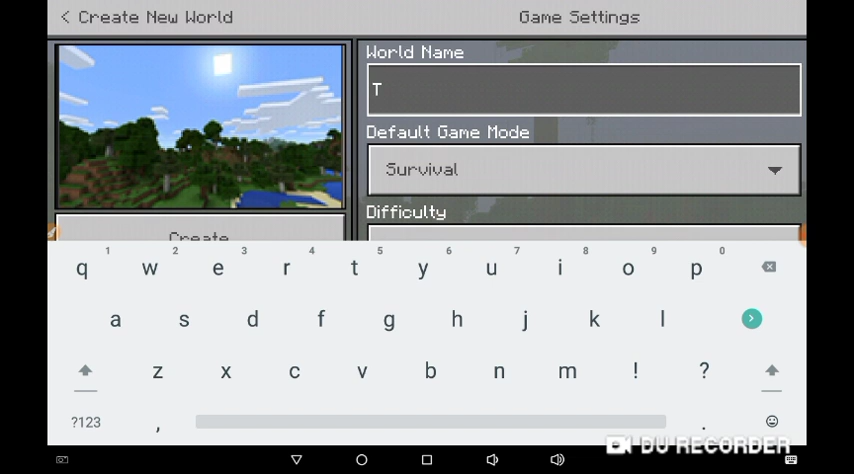 < Create New World
Game Settings
World Name
T
Default Game Mode
Survival
Difficulty
Create
1 2 3 4 5 6 7 8 9 0
q w e r t y u i o p
a s d f g h j k l
z x c v b n m ! ?
?123 , .
DU RECORDER